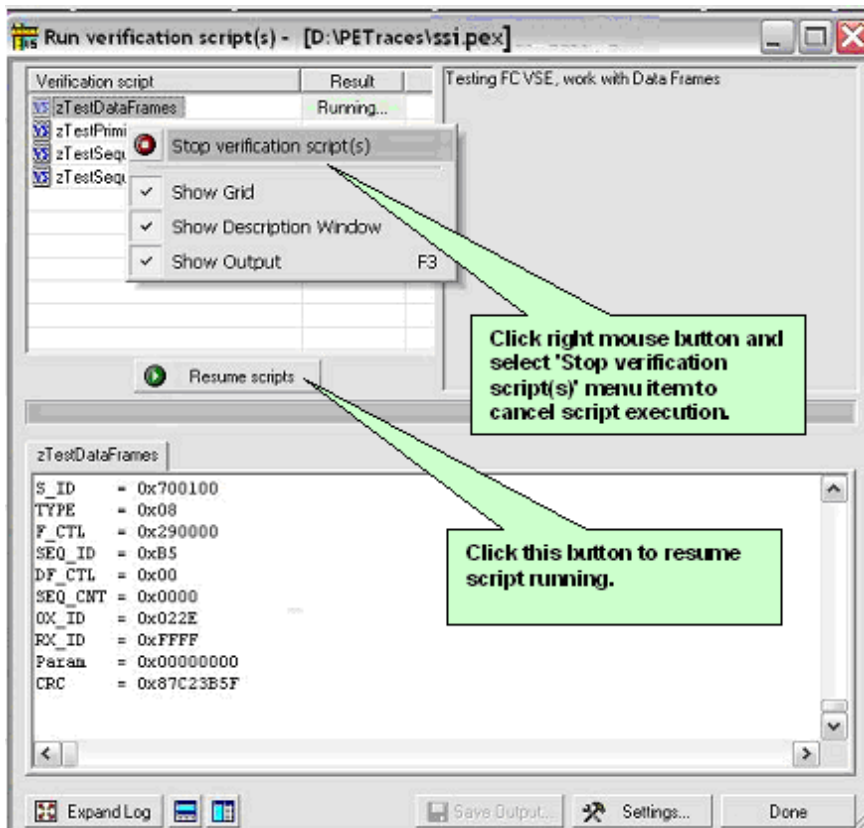 Run verification script(s) - [D:\PETraces\ssi.pex]
Verification script Result
Testing FC VSE, work with Data Frames
zTestDataFrames Running...
zTestPrimi
zTestSequ
zTestSequ
Stop verification script(s)
Show Grid
Show Description Window
Show Output F3
Click right mouse button and
select 'Stop verification
script(s)' menu item to
cancel script execution.
Resume scripts
zTestDataFrames
S_ID = 0x700100
TYPE = 0x08
F_CTL = 0x290000
SEQ_ID = 0xB5
DF_CTL = 0x00
SEQ_CNT = 0x0000
OX_ID = 0x022E
RX_ID = 0xFFFF
Param = 0x00000000
CRC = 0x87C23B5F
Click this button to resume
script running.
Expand Log
Save Output...
Settings...
Done